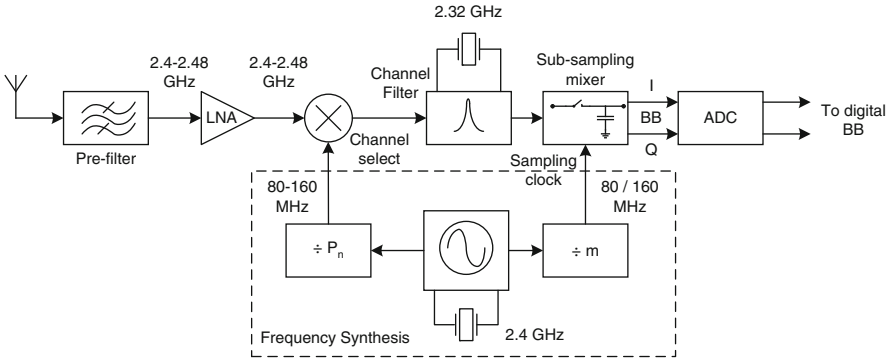 2.32 GHz
2.4-2.48
GHz
2.4-2.48
GHz
Channel
Filter
Sub-sampling
mixer
LNA
I
BB
Q
ADC
To digital
BB
Pre-filter
Channel
select
Sampling
clock
80-160
MHz
80 / 160
MHz
÷ Pn
÷ m
2.4 GHz
Frequency Synthesis